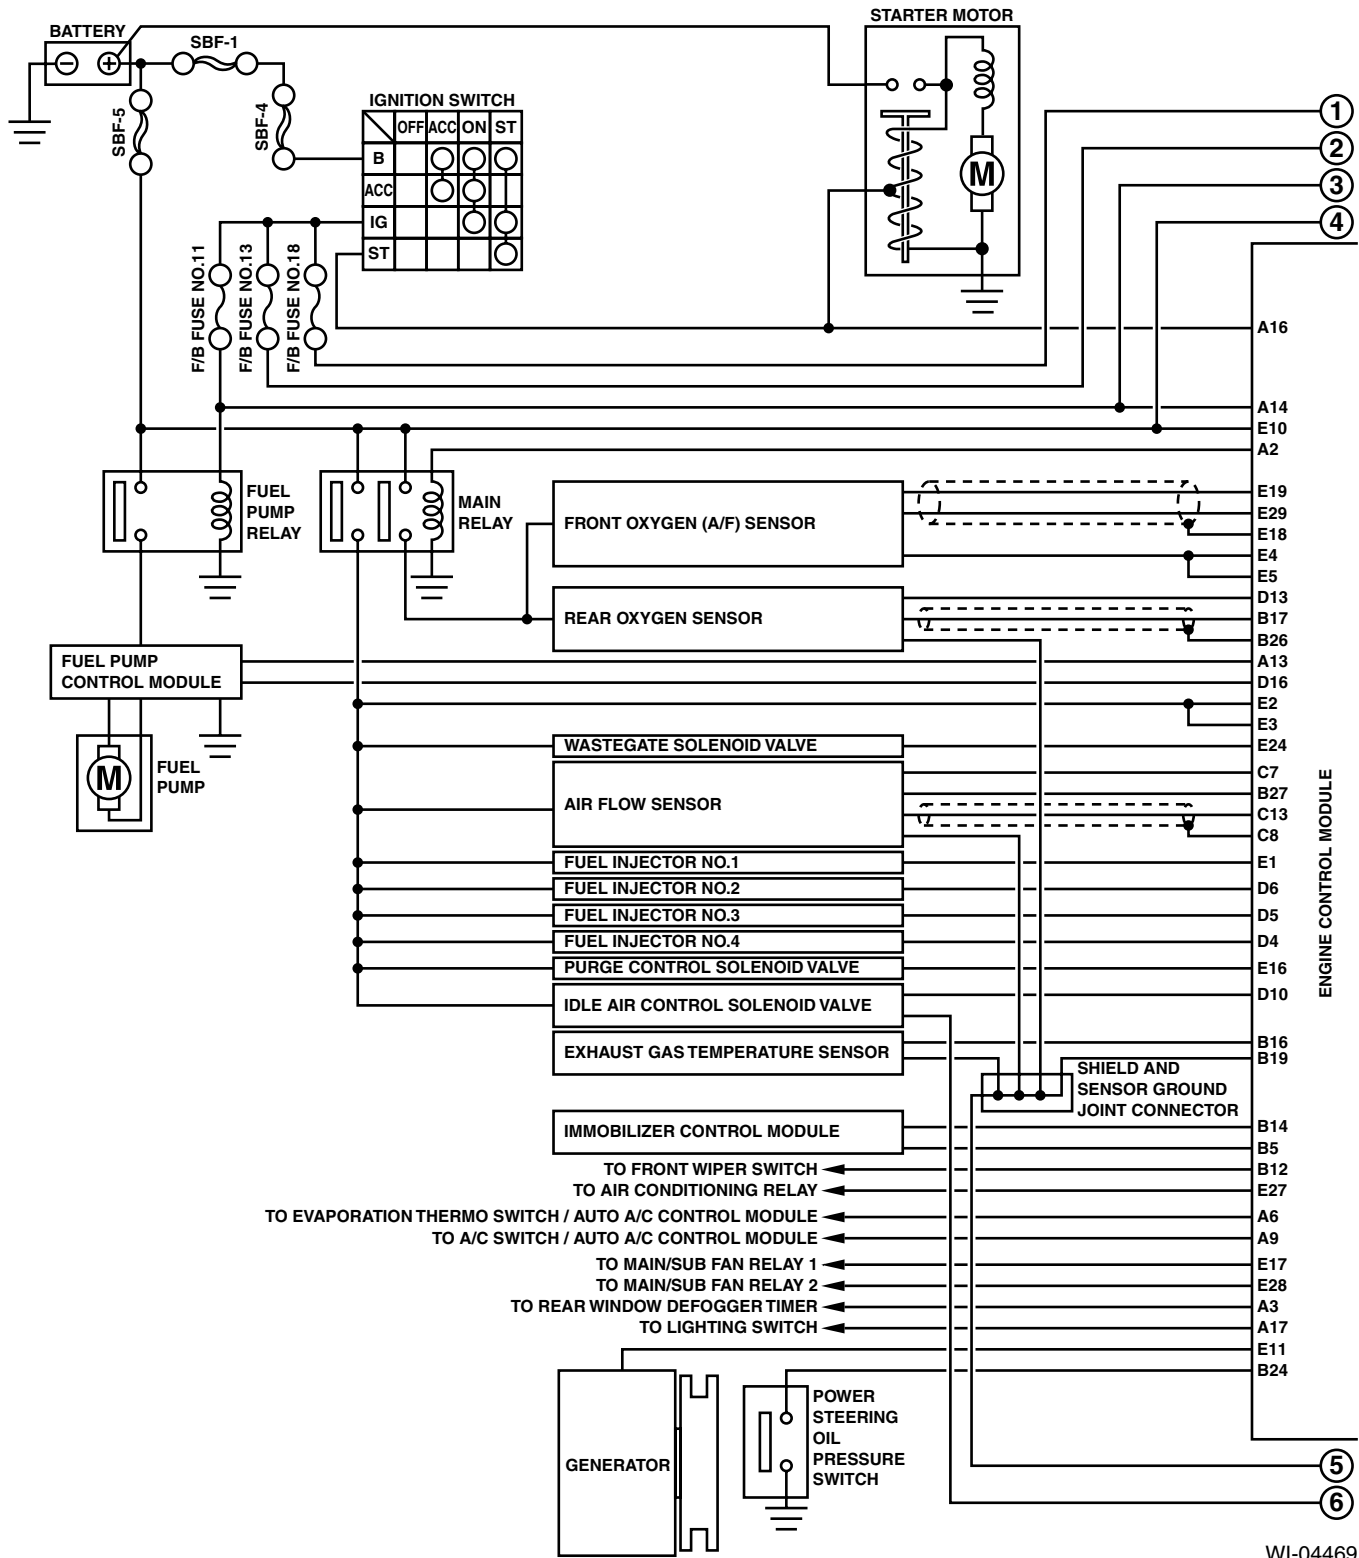 STARTER MOTOR
BATTERY
SBF-1
− +
SBF-5
SBF-4
IGNITION SWITCH
OFF ACC ON ST
B
ACC
IG
ST
M
1
2
3
4
F/B FUSE NO.11
F/B FUSE NO.13
F/B FUSE NO.18
A16
A14
E10
A2
FUEL
PUMP
RELAY
MAIN
RELAY
FRONT OXYGEN (A/F) SENSOR
E19
E29
E18
E4
E5
REAR OXYGEN SENSOR
D13
B17
B26
FUEL PUMP
CONTROL MODULE
A13
D16
E2
E3
M
FUEL
PUMP
WASTEGATE SOLENOID VALVE
E24
AIR FLOW SENSOR
C7
B27
C13
C8
ENGINE CONTROL MODULE
FUEL INJECTOR NO.1
E1
FUEL INJECTOR NO.2
D6
FUEL INJECTOR NO.3
D5
FUEL INJECTOR NO.4
D4
PURGE CONTROL SOLENOID VALVE
E16
IDLE AIR CONTROL SOLENOID VALVE
D10
EXHAUST GAS TEMPERATURE SENSOR
B16
B19
SHIELD AND
SENSOR GROUND
JOINT CONNECTOR
IMMOBILIZER CONTROL MODULE
B14
B5
TO FRONT WIPER SWITCH
B12
TO AIR CONDITIONING RELAY
E27
TO EVAPORATION THERMO SWITCH / AUTO A/C CONTROL MODULE
A6
TO A/C SWITCH / AUTO A/C CONTROL MODULE
A9
TO MAIN/SUB FAN RELAY 1
E17
TO MAIN/SUB FAN RELAY 2
E28
TO REAR WINDOW DEFOGGER TIMER
A3
TO LIGHTING SWITCH
A17
E11
B24
GENERATOR
POWER
STEERING
OIL
PRESSURE
SWITCH
5
6
WI-04469